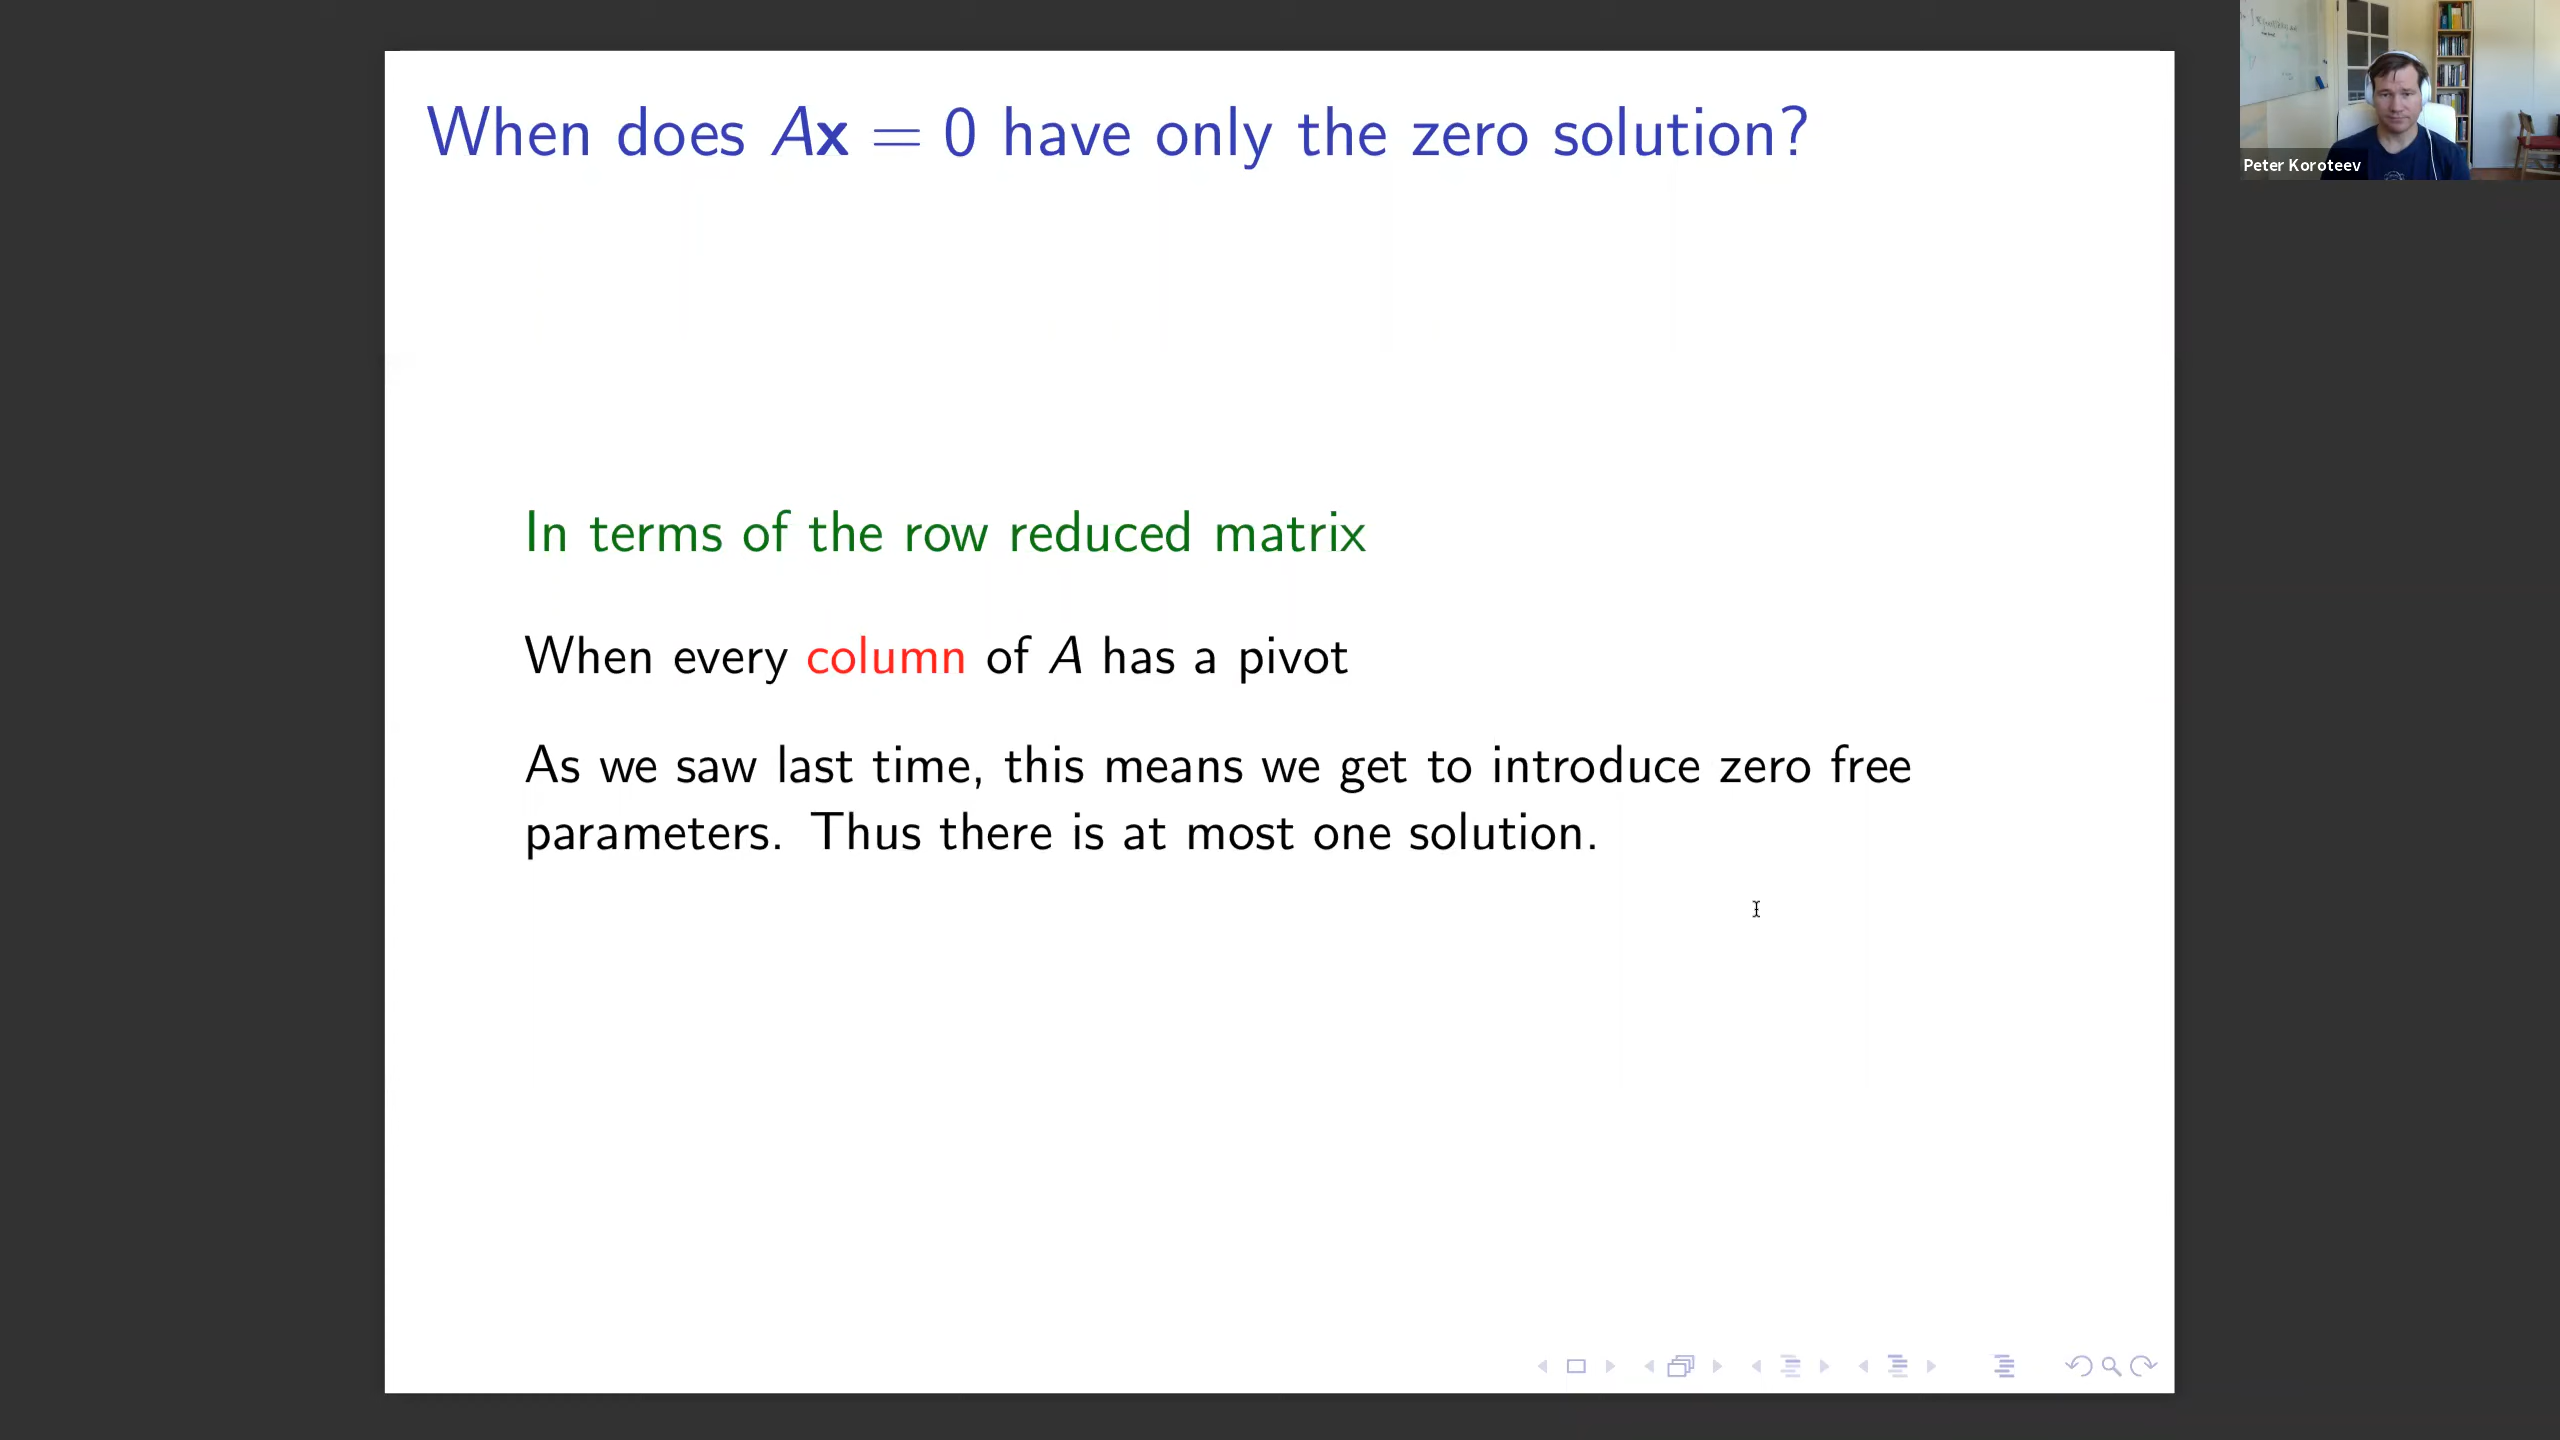 When does Ax = 0 have only the zero solution?
Peter Koroteev
In terms of the row reduced matrix
When every column of A has a pivot
As we saw last time, this means we get to introduce zero free
parameters. Thus there is at most one solution.